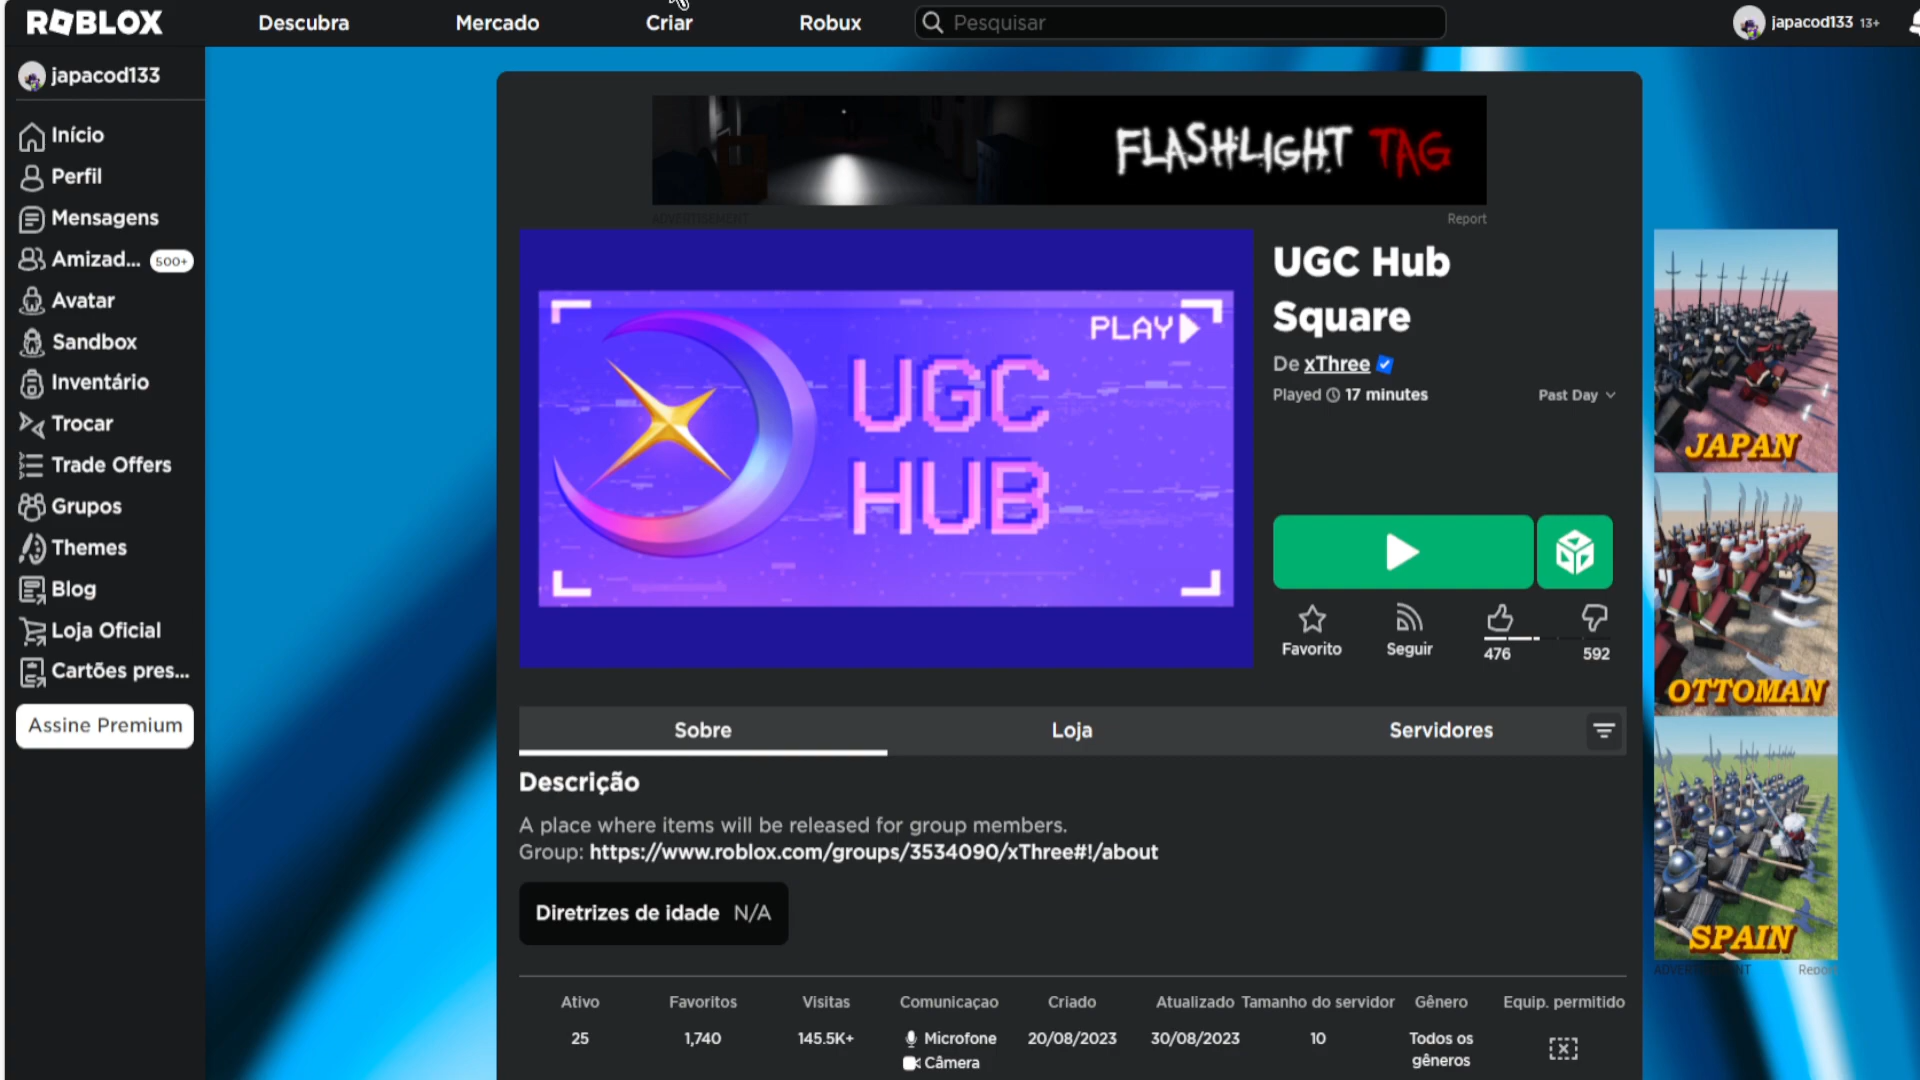 ROBLOX
Descubra
Mercado
Criar
Robux
Pesquisar
japacod133 13+
japacod133
Início
Perfil
Mensagens
Amizad... 500+
Avatar
Sandbox
Inventário
Trocar
Trade Offers
Grupos
Themes
Blog
Loja Oficial
Cartões pres...
Assine Premium
FLASHLIGHT TAG
ADVERTISEMENT
Report
PLAY
UGC
HUB
UGC Hub
Square
De xThree
Played 17 minutes
Past Day
Favorito
Seguir
476
592
JAPAN
OTTOMAN
SPAIN
ADVERTISEMENT
Report
Sobre
Loja
Servidores
Descrição
A place where items will be released for group members.
Group: https://www.roblox.com/groups/3534090/xThree#!/about
Diretrizes de idade N/A
Ativo
Favoritos
Visitas
Comunicaçao
Criado
Atualizado
Tamanho do servidor
Gênero
Equip. permitido
25
1,740
145.5K+
Microfone
Câmera
20/08/2023
30/08/2023
10
Todos os
gêneros